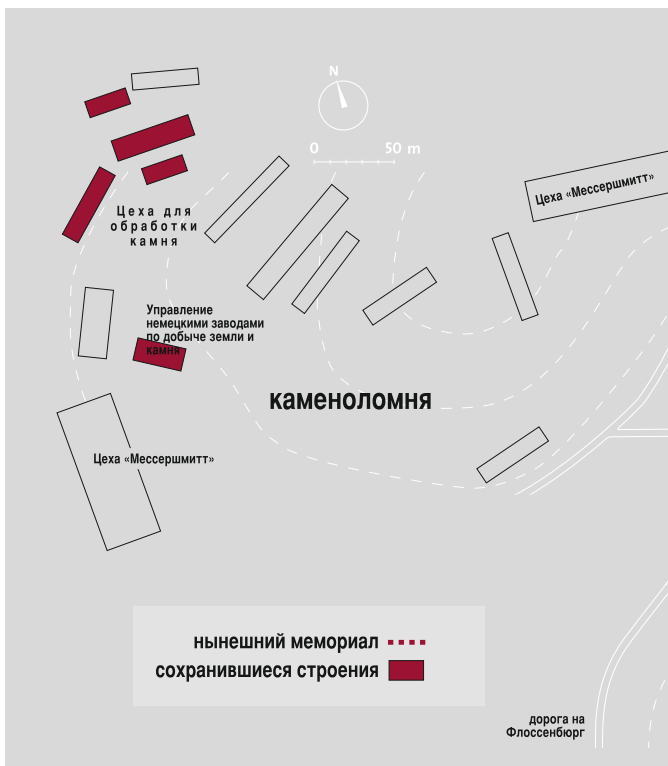 N
0 50 m
Цеха «Мессершмитт»
Цеха для
обработки
камня
Управление
немецкими заводами
по добыче земли и
камня
каменоломня
Цеха «Мессершмитт»
нынешний мемориал
сохранившиеся строения
дорога на
Флоссенбюрг